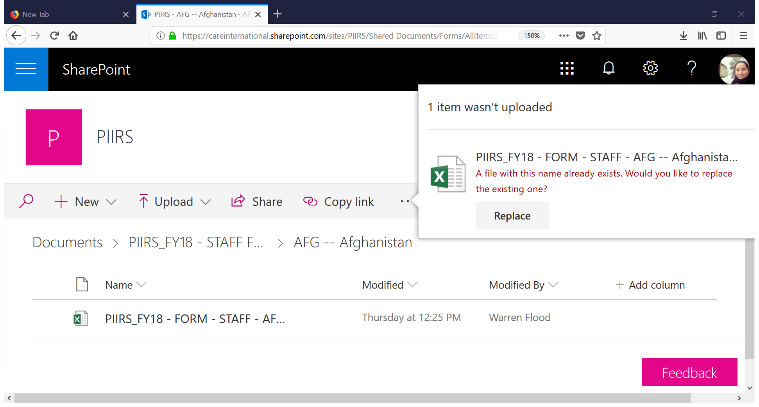 New Tab
PIIRS - AFG -- Afghanistan - Af
https://careinternational.sharepoint.com/sites/PIIRS/Shared Documents/Forms/AllItems
150%
SharePoint
?
1 item wasn't uploaded
P
PIIRS
PIIRS_FY18 - FORM - STAFF - AFG -- Afghanista...
A file with this name already exists. Would you like to replace
the existing one?
Replace
New
Upload
Share
Copy link
Documents > PIIRS_FY18 - STAFF F... > AFG -- Afghanistan
Name
Modified
Modified By
+ Add column
PIIRS_FY18 - FORM - STAFF - AF...
Thursday at 12:25 PM
Warren Flood
Feedback